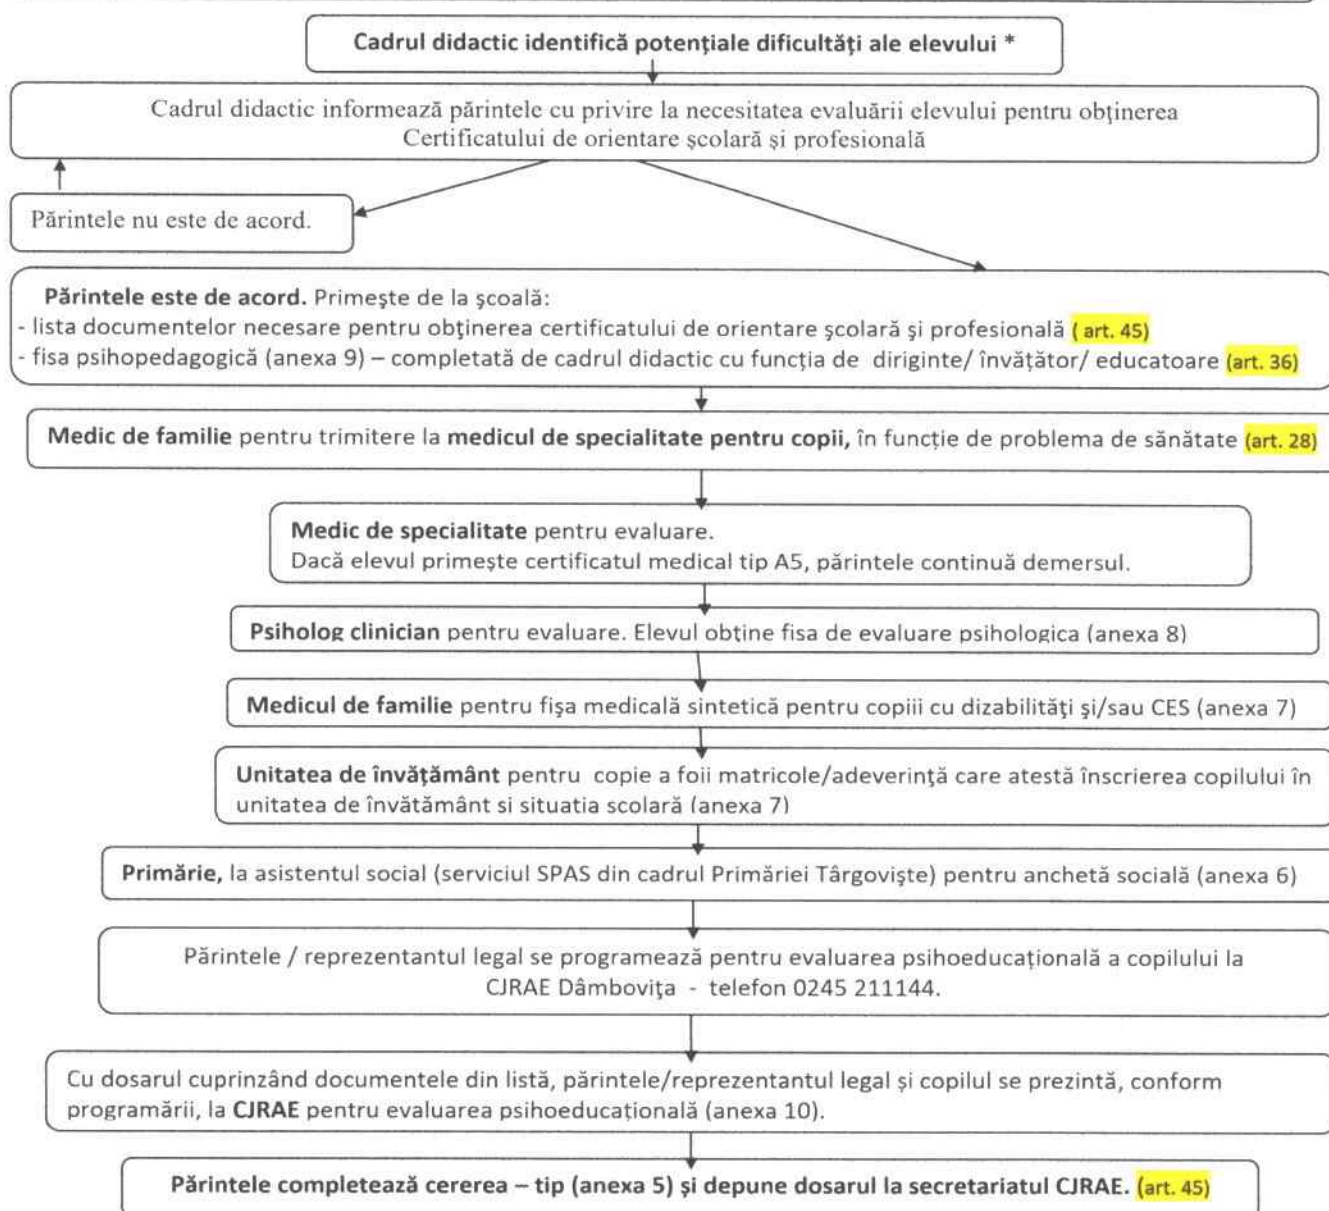 Cadrul didactic identifică potențiale dificultăți ale elevului *
Cadrul didactic informează părintele cu privire la necesitatea evaluării elevului pentru obținerea
Certificatului de orientare școlară și profesională
Părintele nu este de acord.
Părintele este de acord. Primește de la școală:
- lista documentelor necesare pentru obținerea certificatului de orientare școlară și profesională ( art. 45)
- fisa psihopedagogică (anexa 9) – completată de cadrul didactic cu funcția de diriginte/ învățător/ educatoare (art. 36)
Medic de familie pentru trimitere la medicul de specialitate pentru copii, în funcție de problema de sănătate (art. 28)
Medic de specialitate pentru evaluare.
Dacă elevul primește certificatul medical tip A5, părintele continuă demersul.
Psiholog clinician pentru evaluare. Elevul obține fisa de evaluare psihologica (anexa 8)
Medicul de familie pentru fișa medicală sintetică pentru copiii cu dizabilități și/sau CES (anexa 7)
Unitatea de învățământ pentru copie a foii matricole/adeverință care atestă înscrierea copilului în
unitatea de învătământ si situatia scolară (anexa 7)
Primărie, la asistentul social (serviciul SPAS din cadrul Primăriei Târgoviște) pentru anchetă socială (anexa 6)
Părintele / reprezentantul legal se programează pentru evaluarea psihoeducațională a copilului la
CJRAE Dâmbovița - telefon 0245 211144.
Cu dosarul cuprinzând documentele din listă, părintele/reprezentantul legal și copilul se prezintă, conform
programării, la CJRAE pentru evaluarea psihoeducațională (anexa 10).
Părintele completează cererea – tip (anexa 5) și depune dosarul la secretariatul CJRAE. (art. 45)